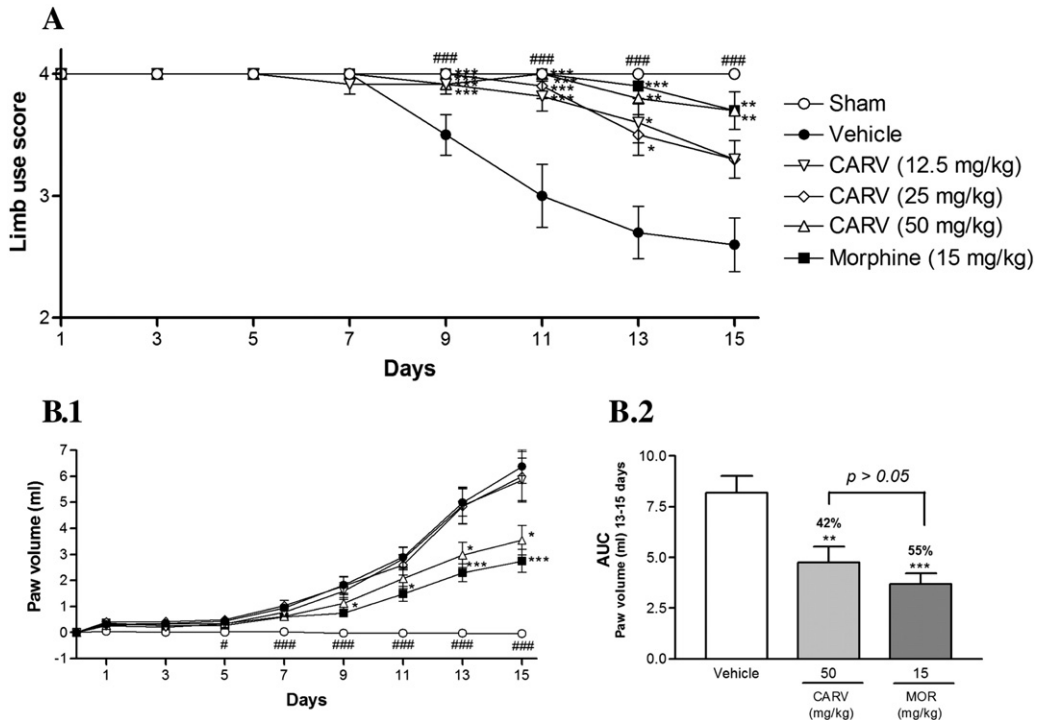 A
### ### ### ###
4
*** *** *** **
*** *** ** **
*** *** *
*
3
2
Limb use score
1 3 5 7 9 11 13 15
Days
Sham
Vehicle
CARV (12.5 mg/kg)
CARV (25 mg/kg)
CARV (50 mg/kg)
Morphine (15 mg/kg)
B.1
Paw volume (ml)
7
6
5
4
3
2
1
0
-1
* * * *
*** ***
# ### ### ### ### ###
1 3 5 7 9 11 13 15
Days
B.2
AUC
Paw volume (ml) 13-15 days
10.0
7.5
5.0
2.5
0.0
p > 0.05
42%
**
55%
***
Vehicle
50
CARV
(mg/kg)
15
MOR
(mg/kg)